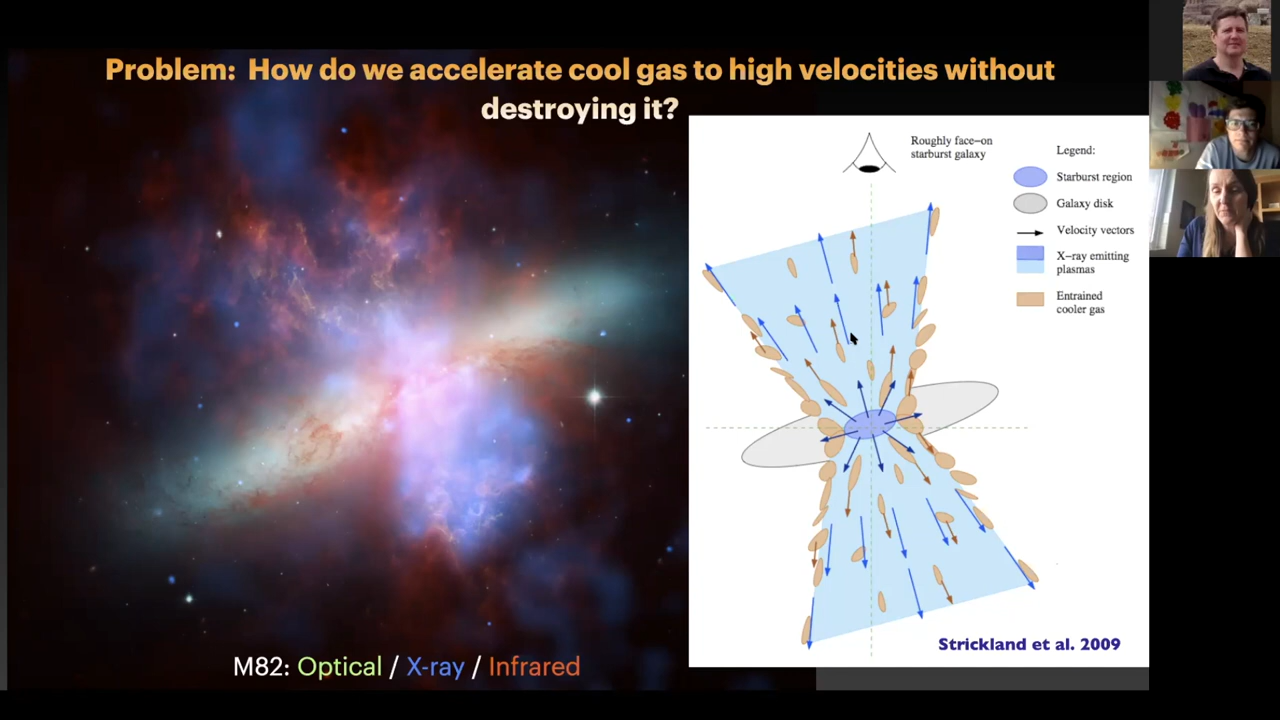 Problem: How do we accelerate cool gas to high velocities without
destroying it?
Roughly face−on
starburst galaxy
Legend:
Starburst region
Galaxy disk
Velocity vectors
X−ray emitting
plasmas
Entrained
cooler gas
Strickland et al. 2009
M82: Optical / X-ray / Infrared